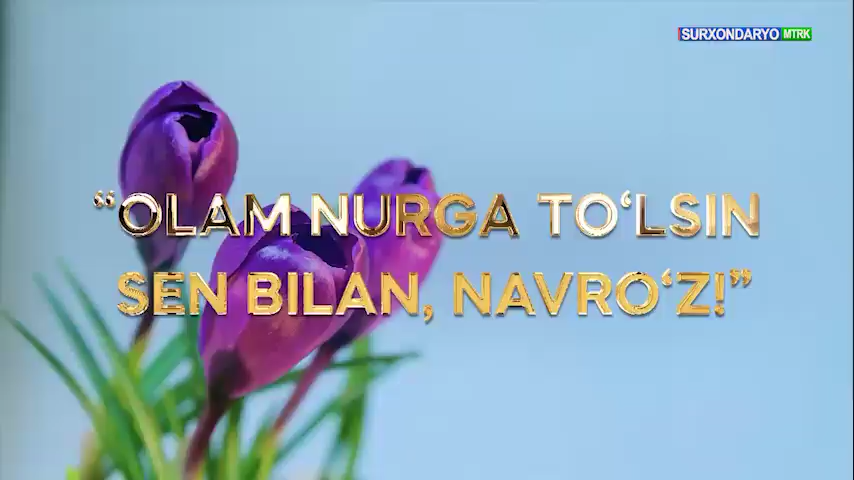 SURXONDARYO MTRK
“OLAM NURGA TO‘LSIN
SEN BILAN, NAVRO‘Z!”